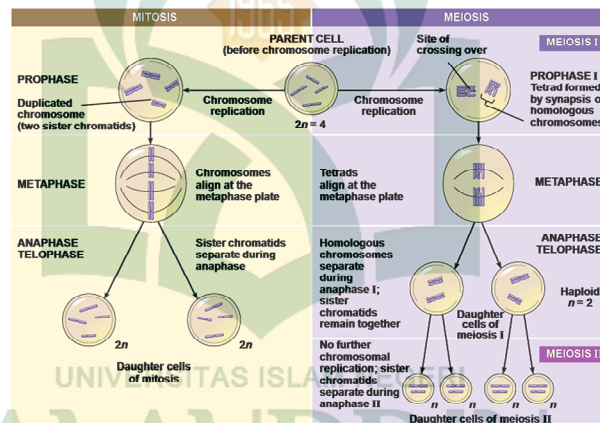 MITOSIS
MEIOSIS
PARENT CELL
(before chromosome replication)
Site of
crossing over
MEIOSIS I
PROPHASE
Duplicated
chromosome
(two sister chromatids)
Chromosome
replication
2n = 4
Chromosome
replication
PROPHASE I
Tetrad formed
by synapsis o
homologous
chromosomes
METAPHASE
Chromosomes
align at the
metaphase plate
Tetrads
align at the
metaphase plate
METAPHASE
ANAPHASE
TELOPHASE
Sister chromatids
separate during
anaphase
Homologous
chromosomes
separate
during
anaphase I;
sister
chromatids
remain together
ANAPHASE
TELOPHASE
Haploid
n = 2
Daughter
cells of
meiosis I
2n
2n
Daughter cells
of mitosis
No further
chromosomal
replication; sister
chromatids
separate during
anaphase II
MEIOSIS II
n
n
n
n
Daughter cells of meiosis II
1965
UNIVERSITAS ISLAM NEGERI